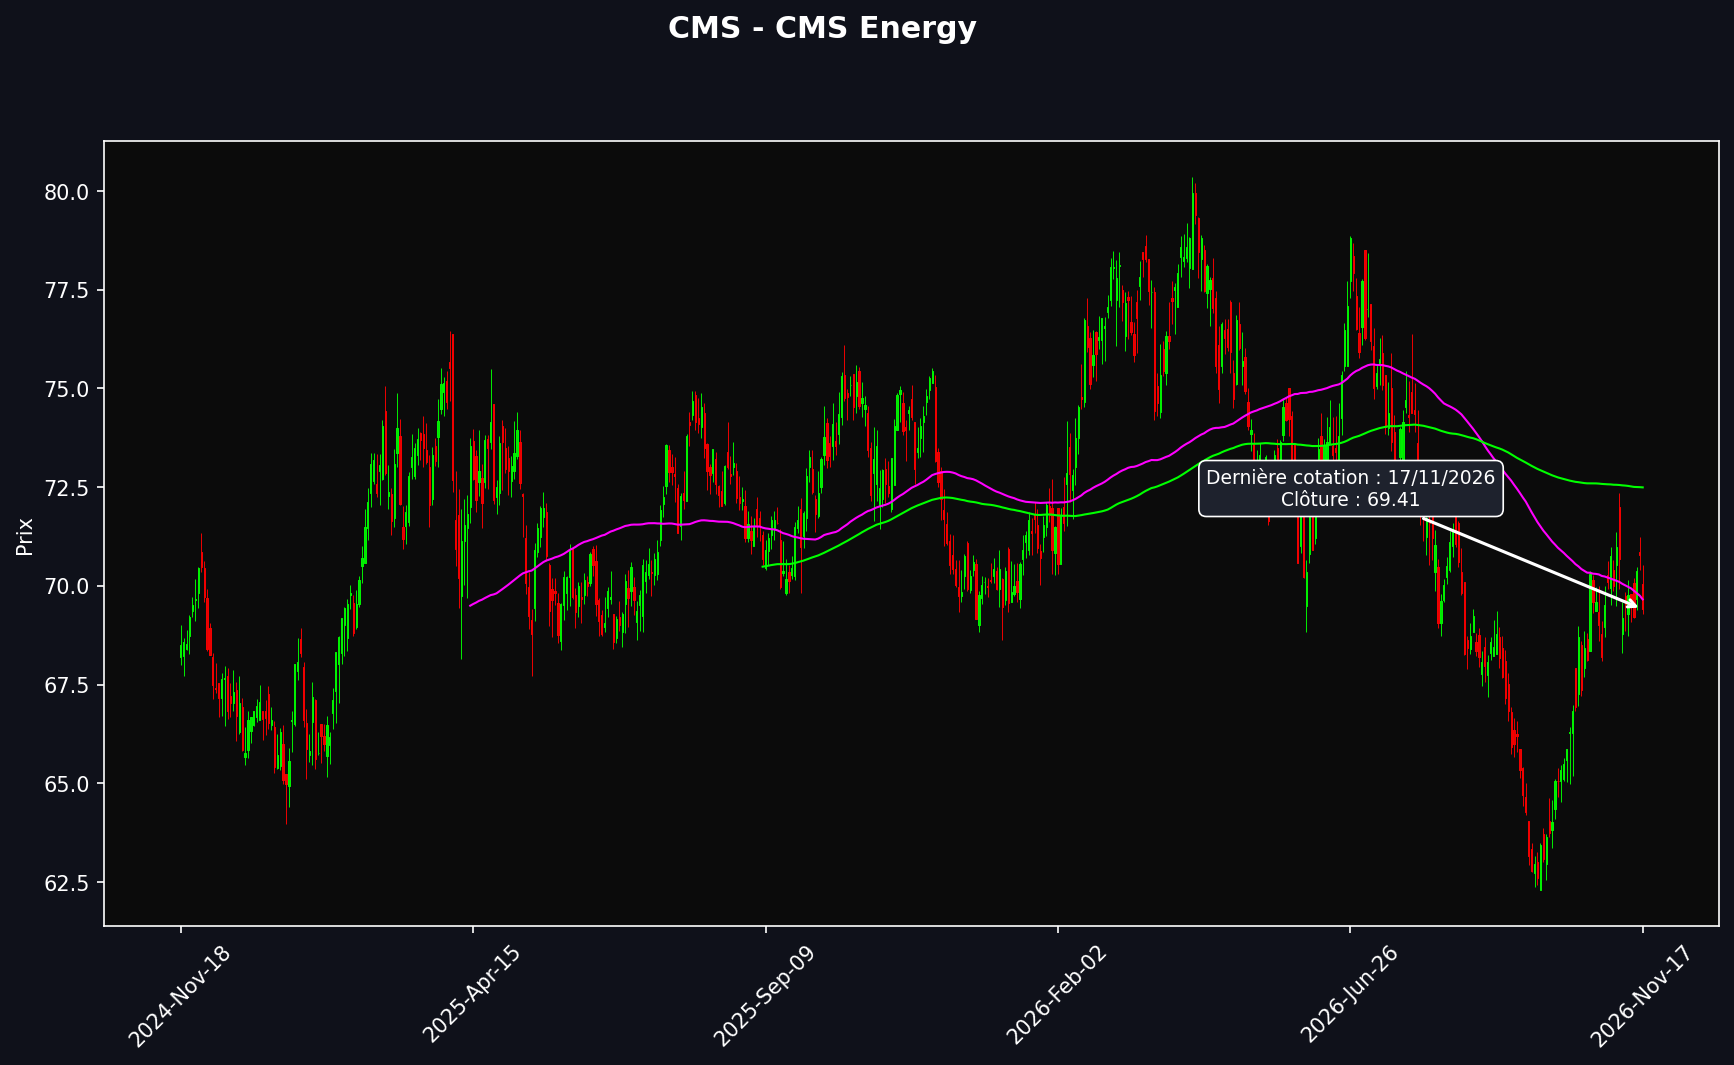 CMS - CMS Energy
Prix
80.0
77.5
75.0
72.5
70.0
67.5
65.0
62.5
Dernière cotation : 17/11/2026
Clôture : 69.41
2024-Nov-18
2025-Apr-15
2025-Sep-09
2026-Feb-02
2026-Jun-26
2026-Nov-17